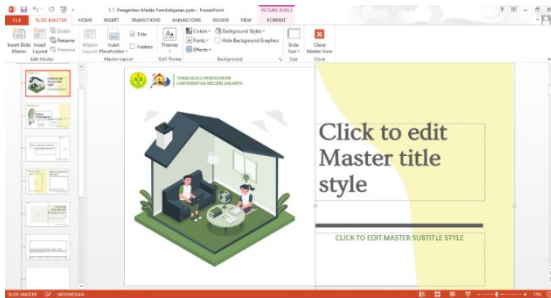 1.1. Pengertian Media Pembelajaran.pptx - PowerPoint
PICTURE TOOLS
FILE SLIDE MASTER HOME INSERT TRANSITIONS ANIMATIONS REVIEW VIEW FORMAT
Insert Slide Master
Insert Layout
Delete
Rename
Preserve
Master Layout
Insert Placeholder
Title
Footers
Themes
Colors
Fonts
Effects
Background Styles
Hide Background Graphics
Slide Size
Close Master View
Edit Master
Master Layout
Edit Theme
Background
Size
Close
TEKNOLOGI PENDIDIKAN
UNIVERSITAS NEGERI JAKARTA
Click to edit
Master title
style
CLICK TO EDIT MASTER SUBTITLE STYLE
SLIDE MASTER
INDONESIAN